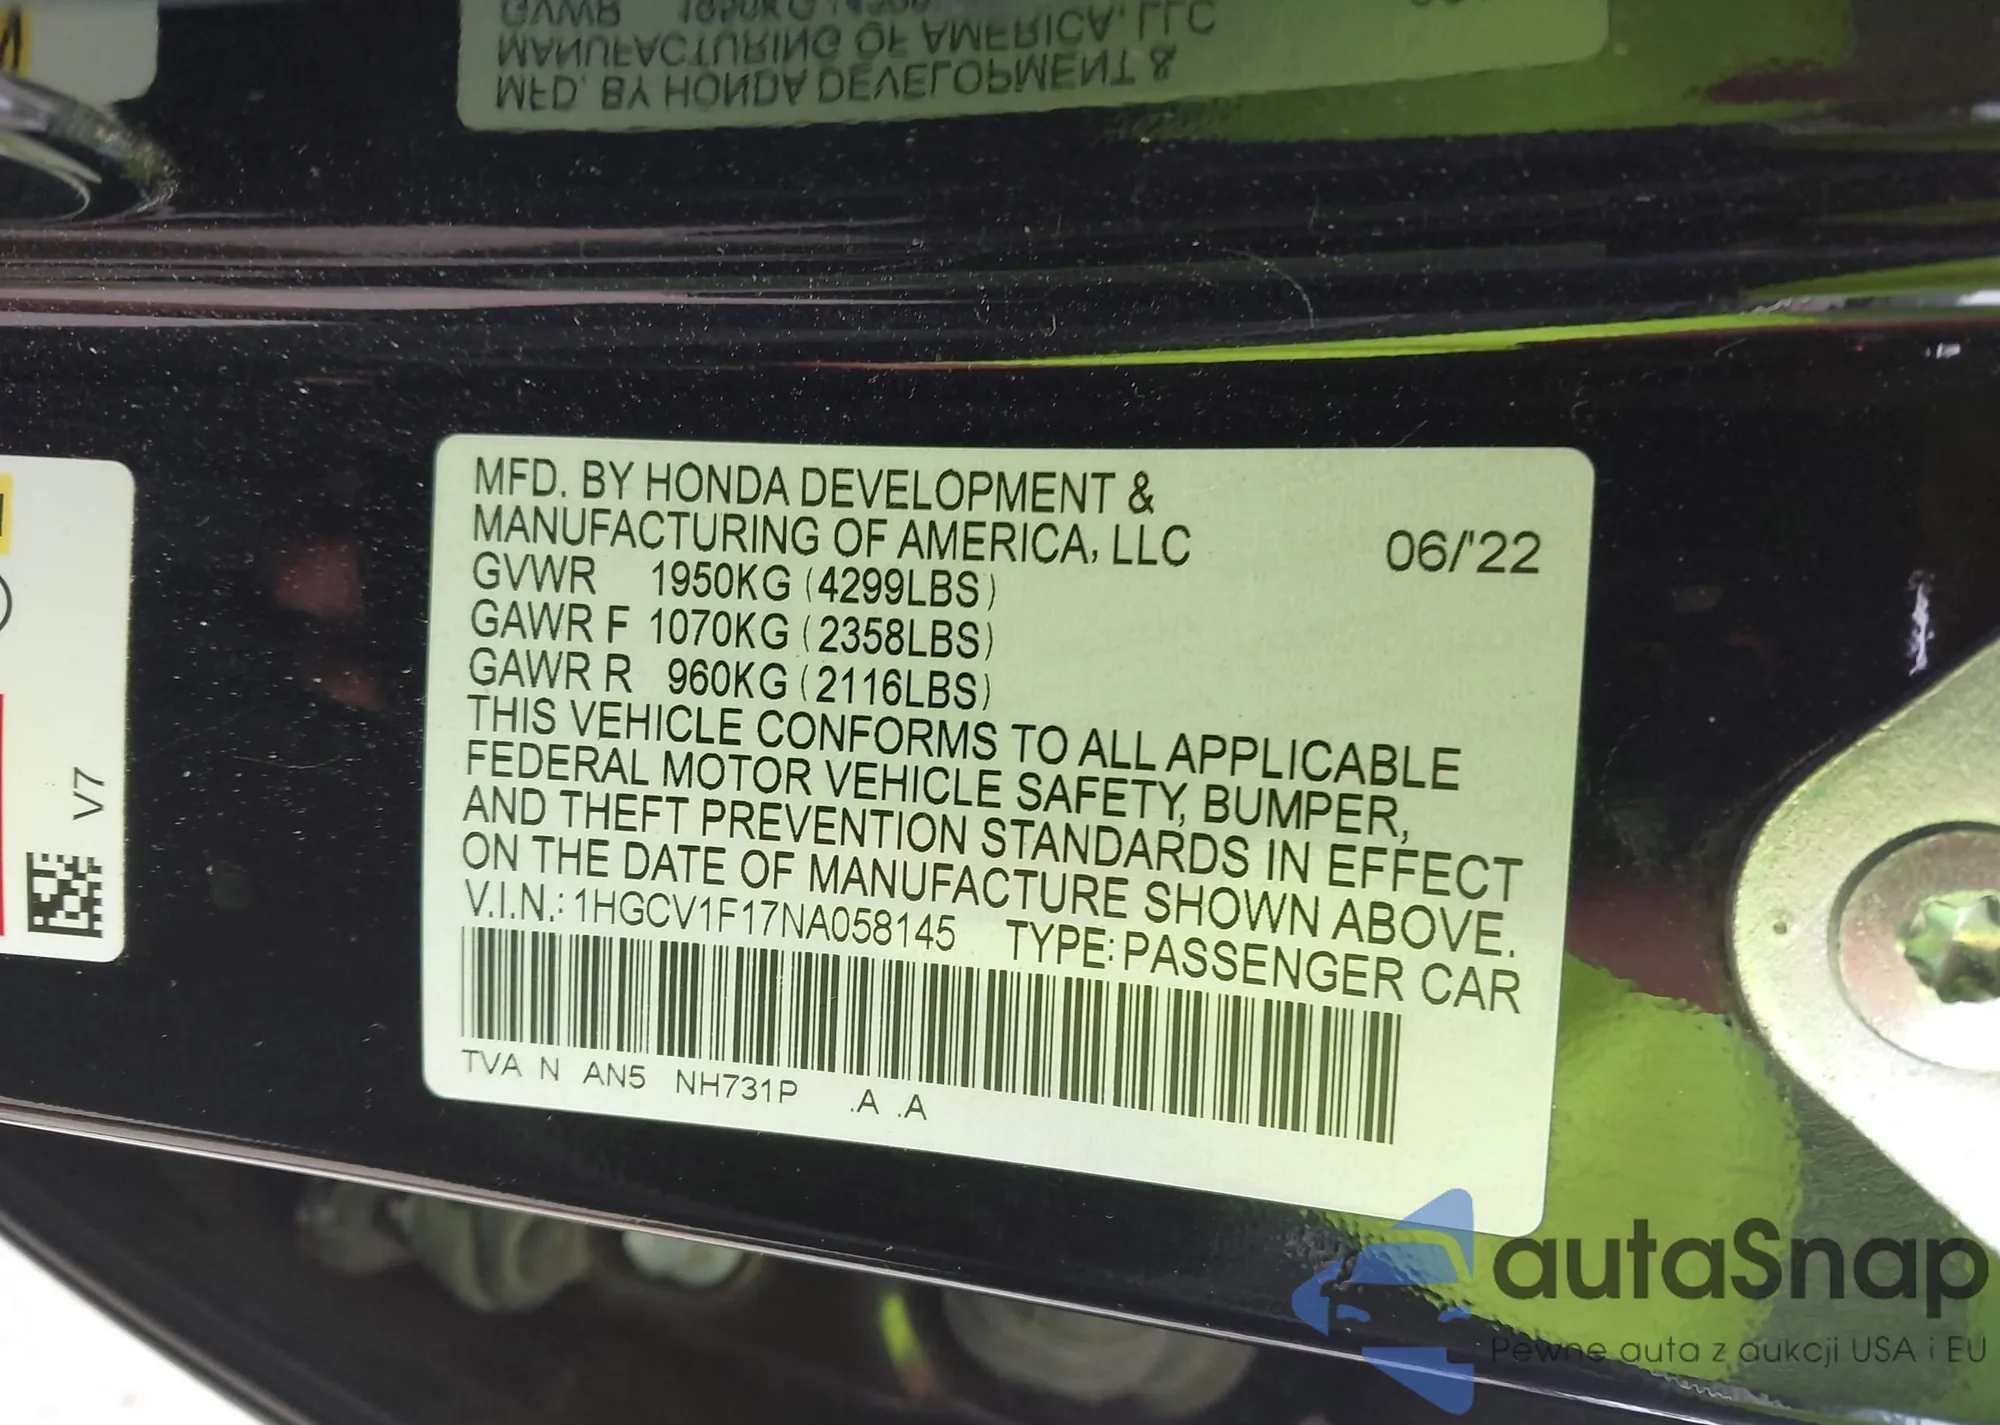 MFD. BY HONDA DEVELOPMENT &
MANUFACTURING OF AMERICA, LLC
GVWR 1950KG
MFD. BY HONDA DEVELOPMENT &
MANUFACTURING OF AMERICA, LLC 06/'22
GVWR 1950KG (4299LBS)
GAWR F 1070KG (2358LBS)
GAWR R 960KG (2116LBS)
THIS VEHICLE CONFORMS TO ALL APPLICABLE
FEDERAL MOTOR VEHICLE SAFETY, BUMPER,
AND THEFT PREVENTION STANDARDS IN EFFECT
ON THE DATE OF MANUFACTURE SHOWN ABOVE.
V.I.N.: 1HGCV1F17NA058145 TYPE: PASSENGER CAR
TVA N AN5 NH731P .A .A
V7
autaSnap
Pewne auta z aukcji USA i EU